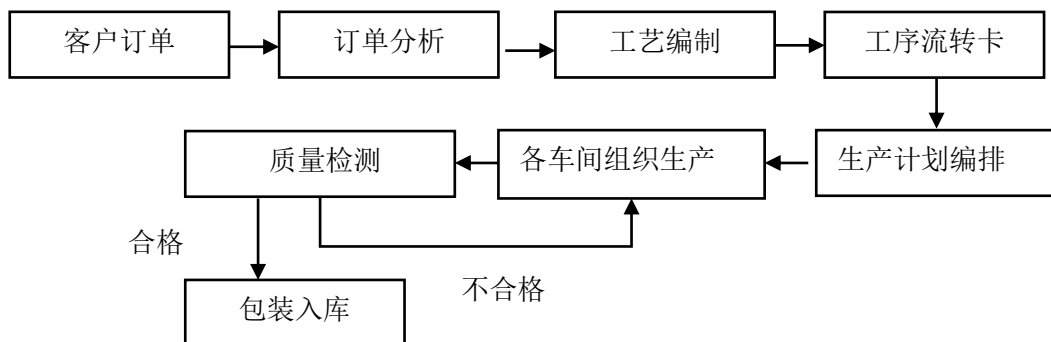 客户订单
订单分析
工艺编制
工序流转卡
生产计划编排
各车间组织生产
质量检测
合格
不合格
包装入库